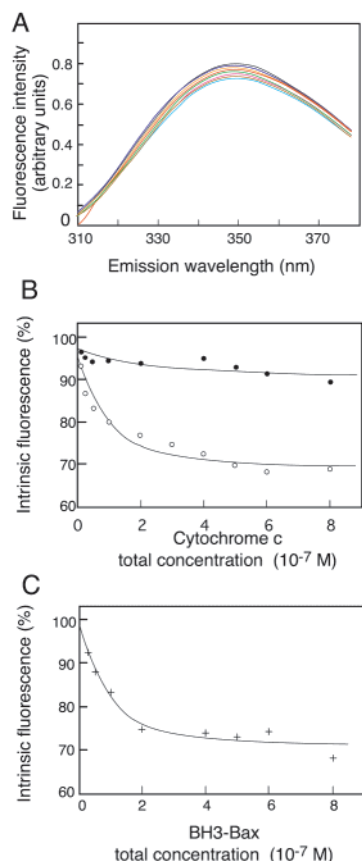 A
Fluorescence intensity
(arbitrary units)
0.8
0.6
0.4
0.2
0
310
330
350
370
Emission wavelength (nm)
B
Intrinsic fluorescence (%)
100
90
80
70
60
0
2
4
6
8
Cytochrome c
total concentration (10-7 M)
C
Intrinsic fluorescence (%)
100
90
80
70
60
0
2
4
6
8
BH3-Bax
total concentration (10-7 M)